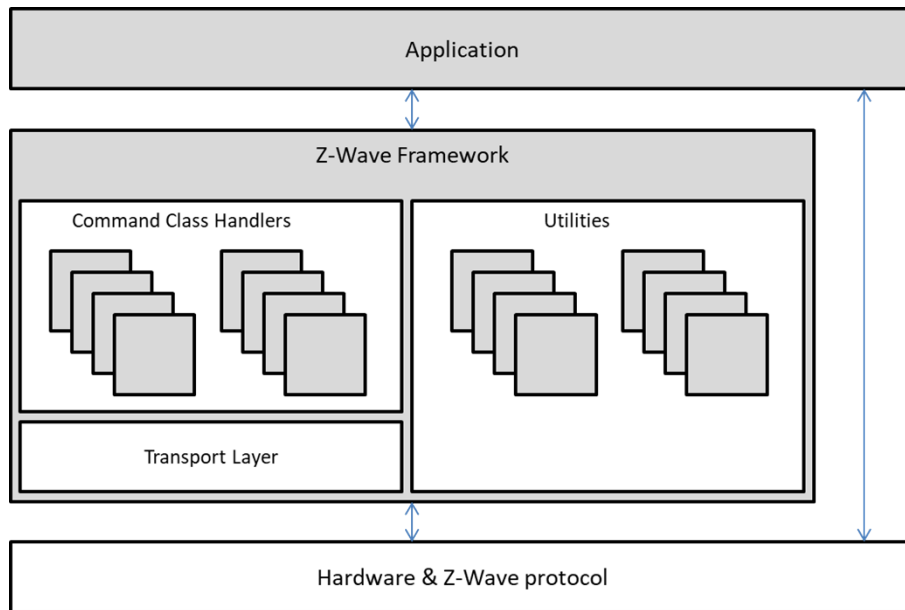 Application
Z-Wave Framework
Command Class Handlers
Utilities
Transport Layer
Hardware & Z-Wave protocol